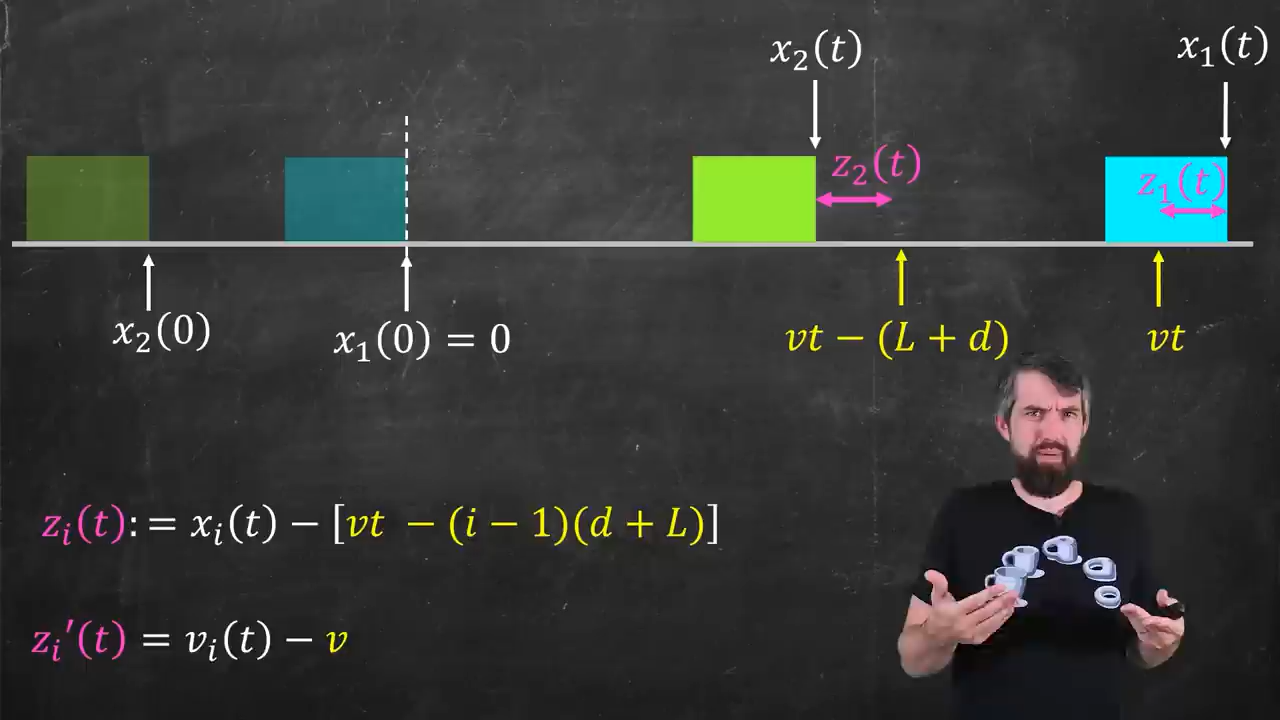 x₂(t)
x₁(t)
z₂(t)
z₁(t)
x₂(0)
x₁(0) = 0
vt − (L + d)
vt
zᵢ(t): = xᵢ(t) − [vt − (i − 1)(d + L)]
zᵢ′(t) = vᵢ(t) − v